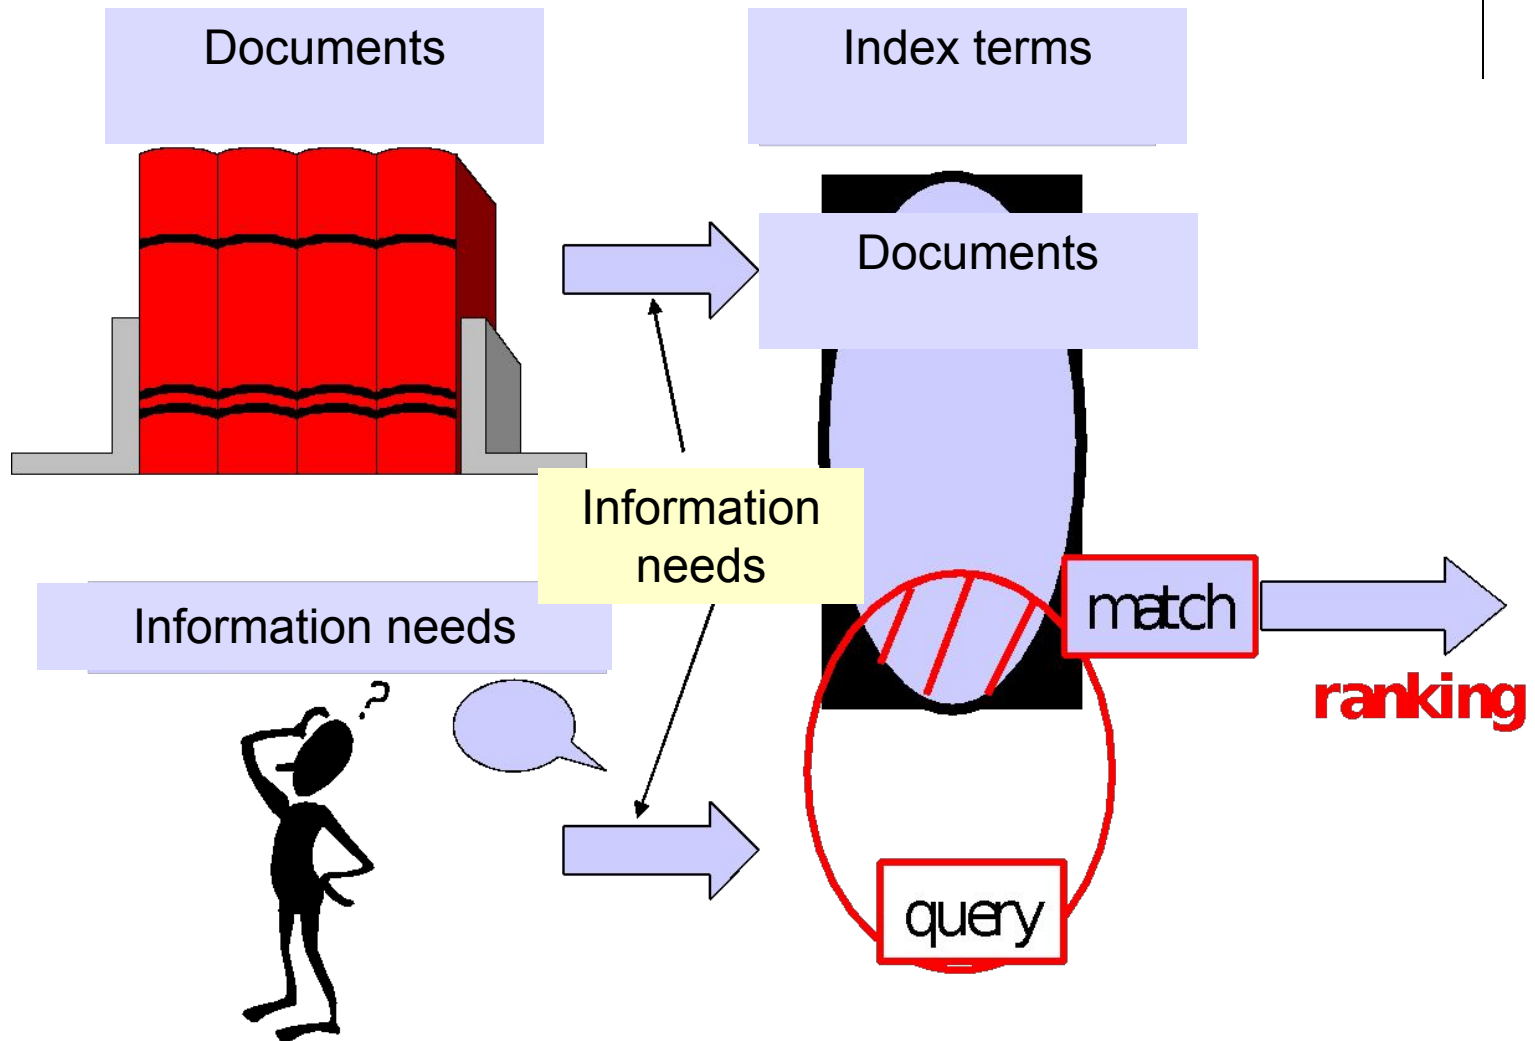 Documents
Index terms
Documents
Information
needs
match
Information needs
?
ranking
query